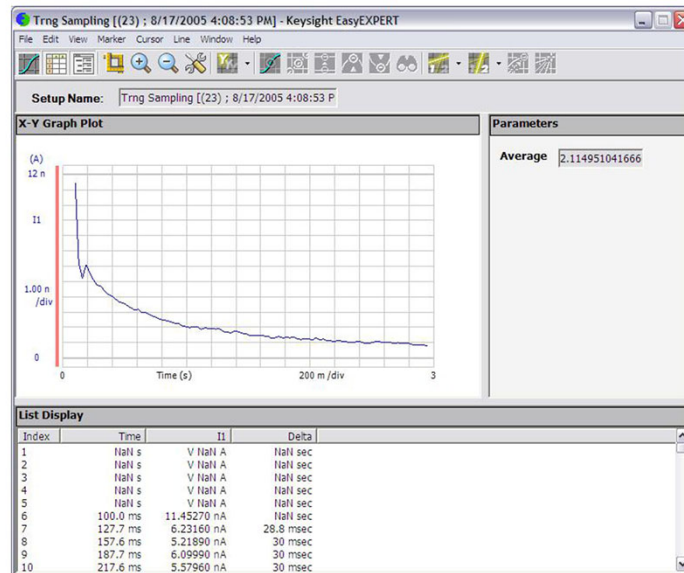 Trng Sampling [(23) ; 8/17/2005 4:08:53 PM] - Keysight EasyEXPERT
File Edit View Marker Cursor Line Window Help
Setup Name: Trng Sampling [(23) ; 8/17/2005 4:08:53 P
X-Y Graph Plot
(A)
12 n
I1
1.00 n
/div
0
0 Time (s) 200 m /div 3
Parameters
Average 2.114951041666
List Display
Index Time I1 Delta
1 NaN s V NaN A NaN sec
2 NaN s V NaN A NaN sec
3 NaN s V NaN A NaN sec
4 NaN s V NaN A NaN sec
5 NaN s V NaN A NaN sec
6 100.0 ms 11.45270 nA NaN sec
7 127.7 ms 6.23160 nA 28.8 msec
8 157.6 ms 5.21890 nA 30 msec
9 187.7 ms 6.09990 nA 30 msec
10 217.6 ms 5.57960 nA 30 msec